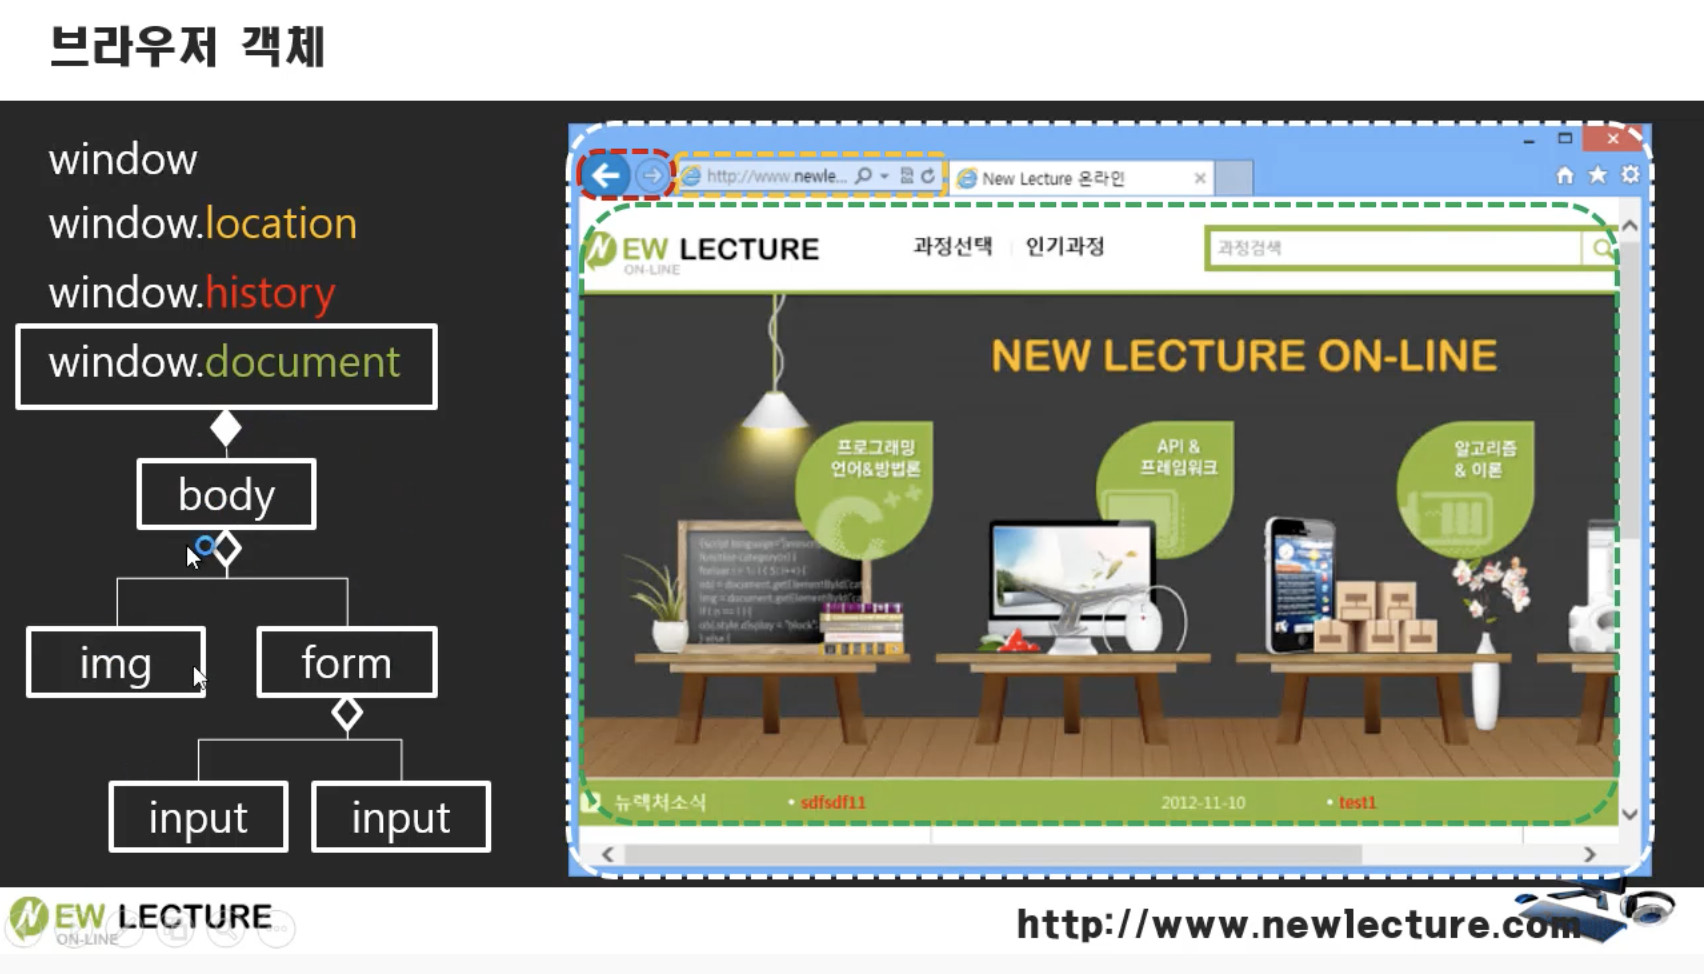 브라우저 객체
window
window.location
window.history
window.document
body
img
form
input
input
http://www.newle...
New Lecture 온라인
NEW LECTURE
ON-LINE
과정선택
인기과정
과정검색
NEW LECTURE ON-LINE
프로그래밍
언어&방법론
C++
API &
프레임워크
알고리즘
& 이론
뉴렉처소식
• sdfsdf11
2012-11-10
• test1
NEW LECTURE
ON-LINE
http://www.newlecture.com